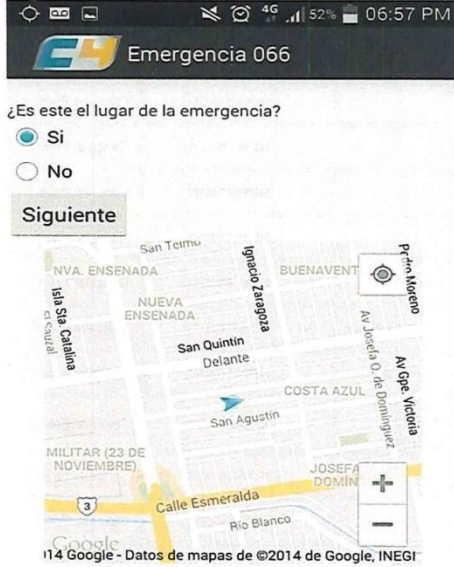 4G 52% 06:57 PM
C4 Emergencia 066
¿Es este el lugar de la emergencia?
Si
No
Siguiente
San Telmo
NVA. ENSENADA
Ignacio Zaragoza
BUENAVENT
Pedro Moreno
Isla Sta. Catalina
El Sauzal
NUEVA
ENSENADA
San Quintín
Delante
Av Josefa O. de Domínguez
Av Gpe. Victoria
COSTA AZUL
San Agustín
MILITAR (23 DE
NOVIEMBRE)
JOSEFA
DOMÍN
+
3
Calle Esmeralda
Río Blanco
−
Google
14 Google - Datos de mapas de ©2014 de Google, INEGI